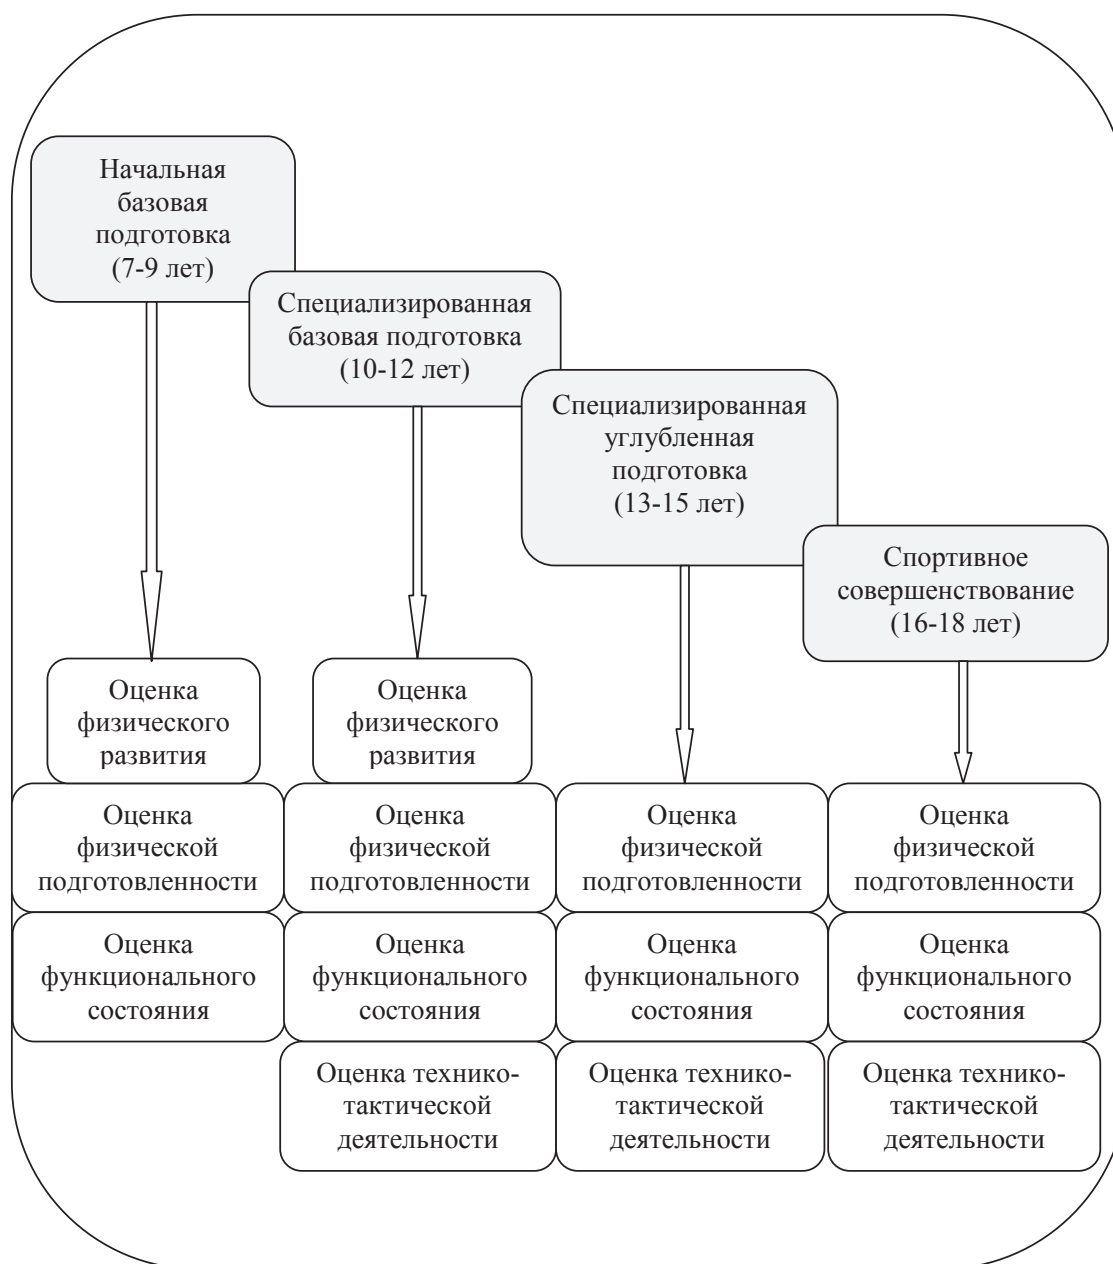 Начальная
базовая
подготовка
(7-9 лет)
Специализированная
базовая подготовка
(10-12 лет)
Специализированная
углубленная
подготовка
(13-15 лет)
Спортивное
совершенствование
(16-18 лет)
Оценка
физического
развития
Оценка
физического
развития
Оценка
физической
подготовленности
Оценка
физической
подготовленности
Оценка
физической
подготовленности
Оценка
физической
подготовленности
Оценка
функционального
состояния
Оценка
функционального
состояния
Оценка
функционального
состояния
Оценка
функционального
состояния
Оценка технико-
тактической
деятельности
Оценка технико-
тактической
деятельности
Оценка технико-
тактической
деятельности